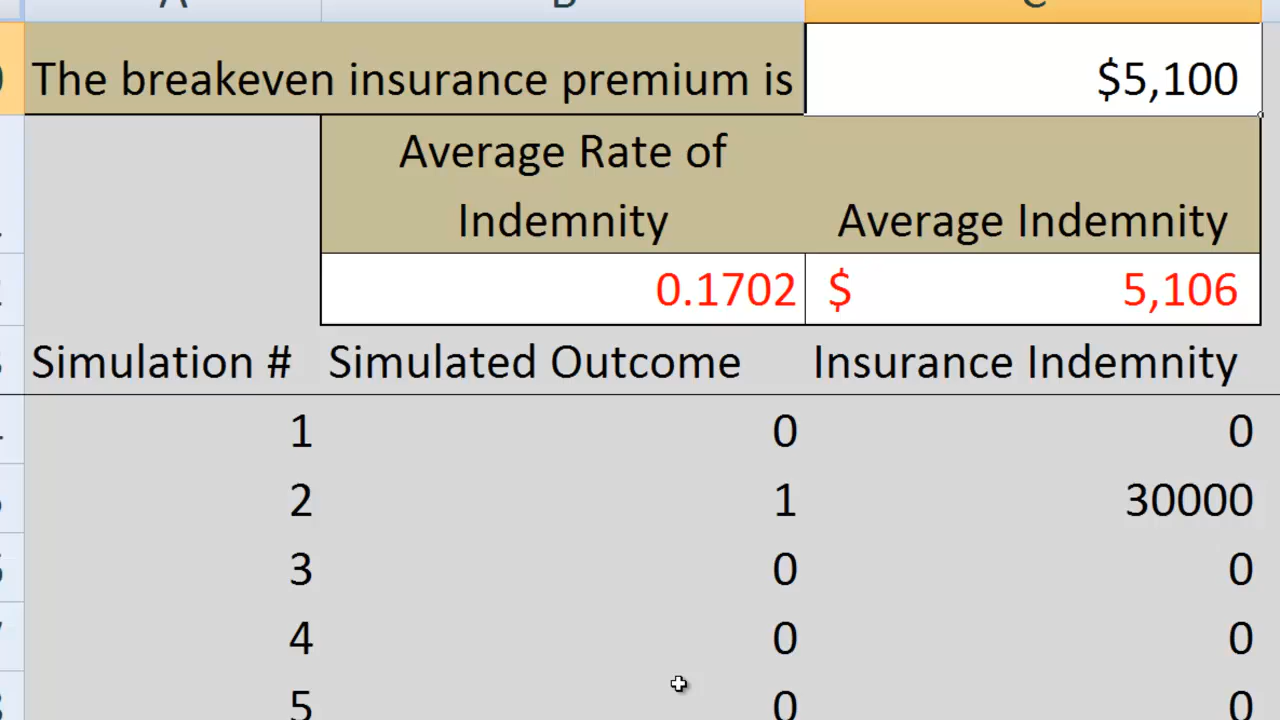 A B C
The breakeven insurance premium is $5,100
Average Rate of
Indemnity Average Indemnity
0.1702 $ 5,106
Simulation # Simulated Outcome Insurance Indemnity
1 0 0
2 1 30000
3 0 0
4 0 0
5 0 0